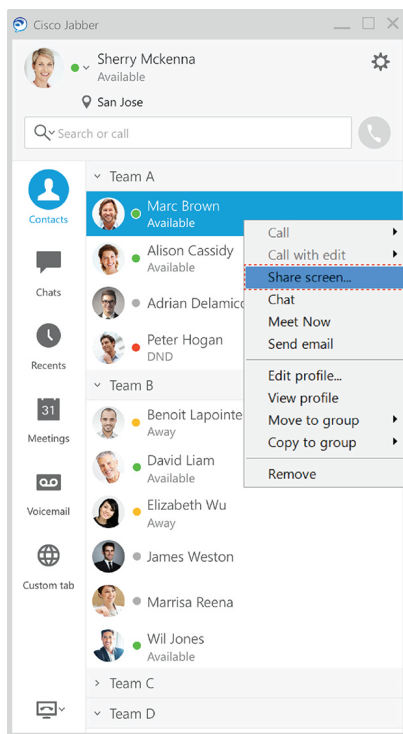 Cisco Jabber
Sherry Mckenna
Available
San Jose
Search or call
Contacts
Chats
Recents
31
Meetings
Voicemail
Custom tab
Team A
Marc Brown
Available
Alison Cassidy
Available
Adrian Delamico
Peter Hogan
DND
Team B
Benoit Lapointe
Away
David Liam
Available
Elizabeth Wu
Away
James Weston
Marrisa Reena
Wil Jones
Available
Team C
Team D
Call
Call with edit
Share screen...
Chat
Meet Now
Send email
Edit profile...
View profile
Move to group
Copy to group
Remove